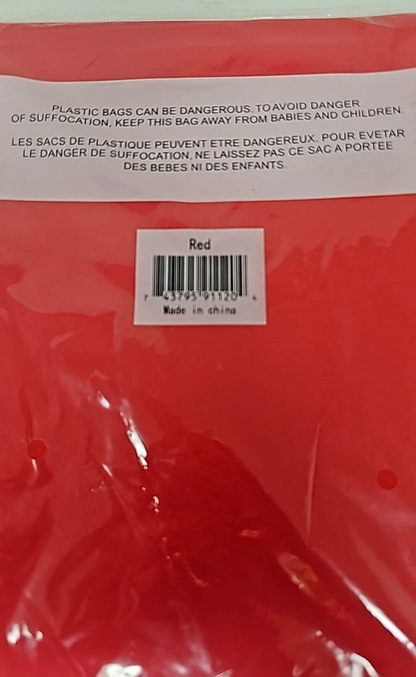 PLASTIC BAGS CAN BE DANGEROUS. TO AVOID DANGER
OF SUFFOCATION, KEEP THIS BAG AWAY FROM BABIES AND CHILDREN.
LES SACS DE PLASTIQUE PEUVENT ETRE DANGEREUX. POUR EVETAR
LE DANGER DE SUFFOCATION, NE LAISSEZ PAS CE SAC A PORTEE
DES BEBES NI DES ENFANTS.
Red
7 43795 91120 4
Made in china